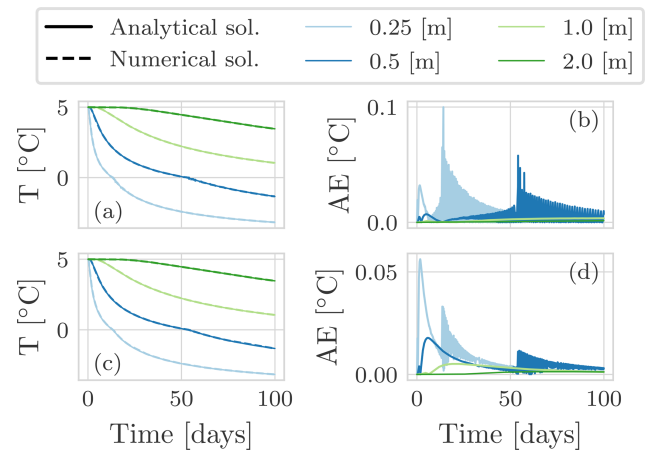 Analytical sol.
Numerical sol.
0.25 [m]
0.5 [m]
1.0 [m]
2.0 [m]
T [°C]
5
0
(a)
AE [°C]
0.1
0.0
(b)
T [°C]
5
0
(c)
0
50
100
Time [days]
AE [°C]
0.05
0.00
(d)
0
50
100
Time [days]